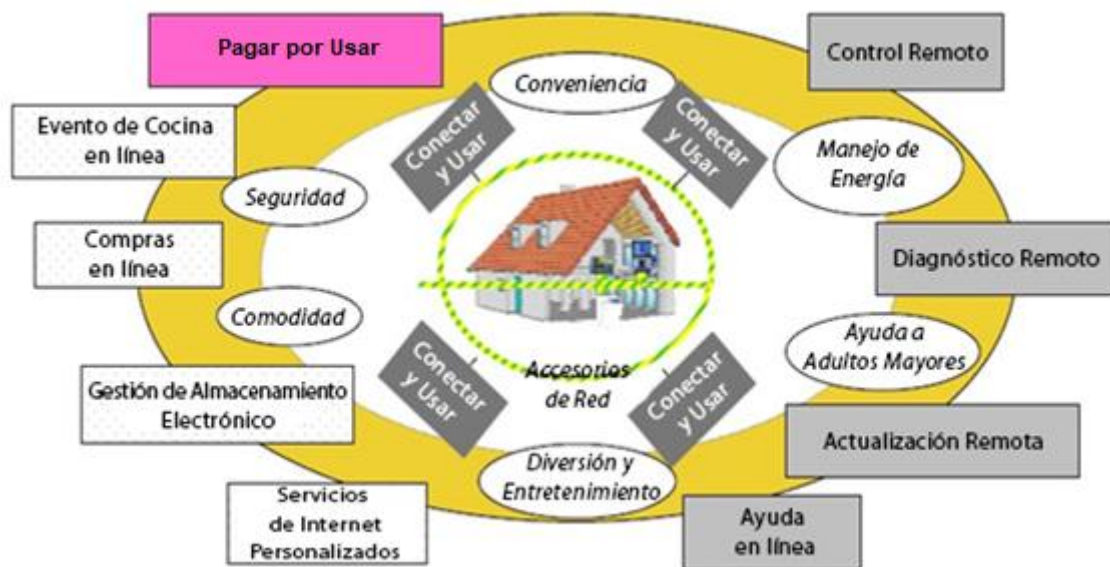 Pagar por Usar
Control Remoto
Conveniencia
Conectar
y Usar
Conectar
y Usar
Evento de Cocina
en línea
Manejo de
Energía
Seguridad
Compras
en línea
Diagnóstico Remoto
Comodidad
Ayuda a
Adultos Mayores
Conectar
y Usar
Accesorios
de Red
Conectar
y Usar
Gestión de Almacenamiento
Electrónico
Actualización Remota
Diversión y
Entretenimiento
Servicios
de Internet
Personalizados
Ayuda
en línea